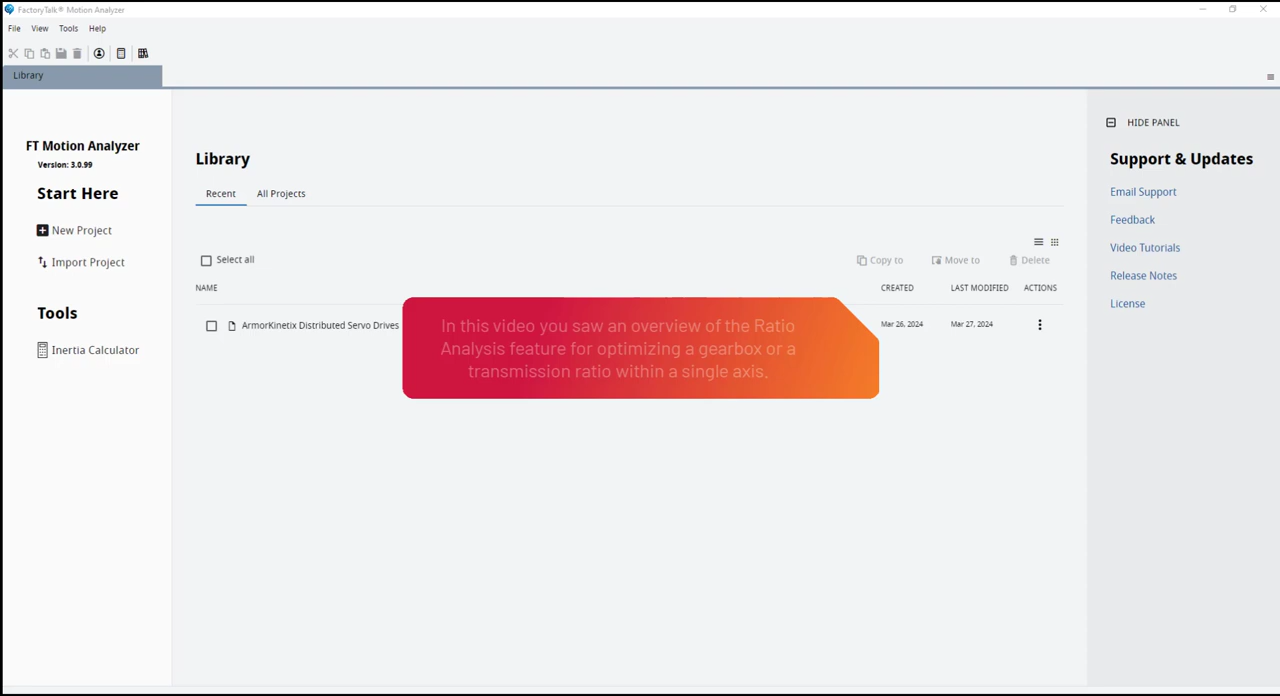 FactoryTalk® Motion Analyzer
File View Tools Help
Library
FT Motion Analyzer
Version: 3.0.99
Start Here
New Project
Import Project
Tools
Inertia Calculator
Library
Recent All Projects
Select all
Copy to Move to Delete
NAME CREATED LAST MODIFIED ACTIONS
ArmorKinetix Distributed Servo Drives Mar 26, 2024 Mar 27, 2024
In this video you saw an overview of the Ratio
Analysis feature for optimizing a gearbox or a
transmission ratio within a single axis.
HIDE PANEL
Support & Updates
Email Support
Feedback
Video Tutorials
Release Notes
License